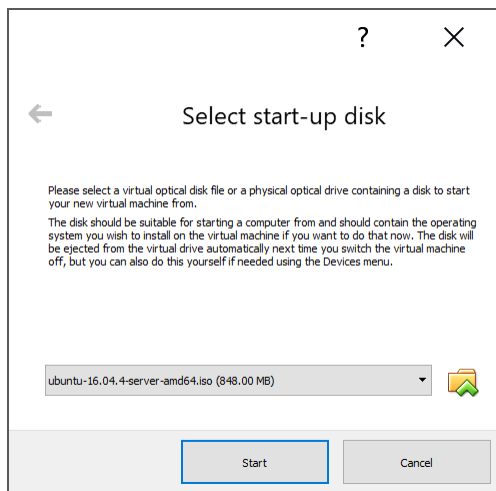 ?
Select start-up disk
Please select a virtual optical disk file or a physical optical drive containing a disk to start
your new virtual machine from.
The disk should be suitable for starting a computer from and should contain the operating
system you wish to install on the virtual machine if you want to do that now. The disk will
be ejected from the virtual drive automatically next time you switch the virtual machine
off, but you can also do this yourself if needed using the Devices menu.
ubuntu-16.04.4-server-amd64.iso (848.00 MB)
Start
Cancel